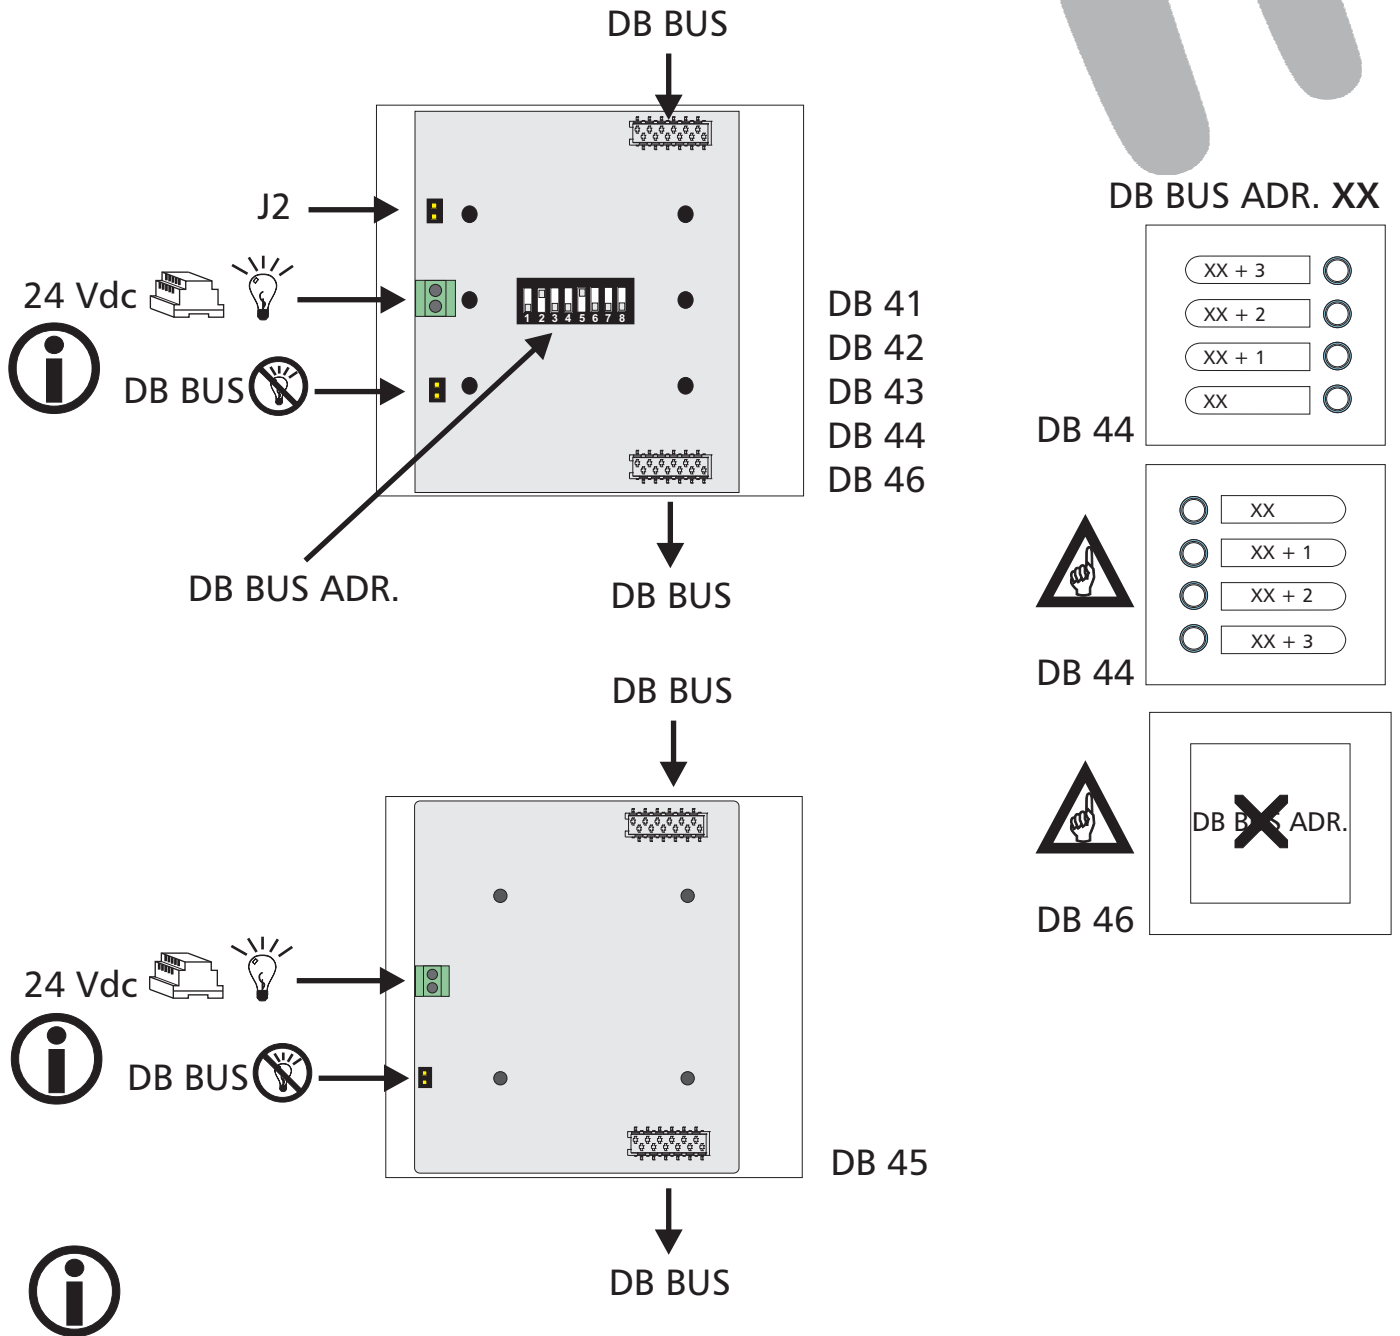 DB BUS
J2
24 Vdc
DB BUS
1 2 3 4 5 6 7 8
DB 41
DB 42
DB 43
DB 44
DB 46
DB BUS ADR.
DB BUS
DB BUS ADR. XX
XX + 3
XX + 2
XX + 1
XX
DB 44
XX
XX + 1
XX + 2
XX + 3
DB 44
DB BUS ADR.
DB 46
DB BUS
24 Vdc
DB BUS
DB 45
DB BUS